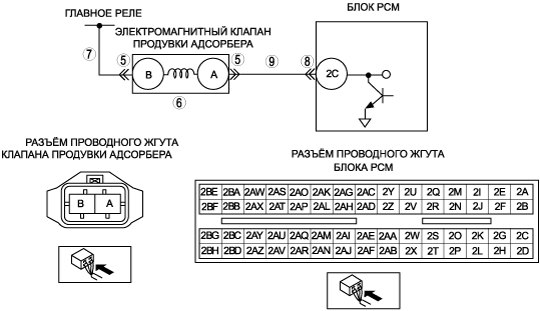 ГЛАВНОЕ РЕЛЕ
БЛОК PCM
ЭЛЕКТРОМАГНИТНЫЙ КЛАПАН
ПРОДУВКИ АДСОРБЕРА
7
5
B
A
5
9
8
2C
6
РАЗЪЁМ ПРОВОДНОГО ЖГУТА
КЛАПАНА ПРОДУВКИ АДСОРБЕРА
B A
РАЗЪЁМ ПРОВОДНОГО ЖГУТА
БЛОКА PCM
2BE 2BA 2AW 2AS 2AO 2AK 2AG 2AC 2Y 2U 2Q 2M 2I 2E 2A
2BF 2BB 2AX 2AT 2AP 2AL 2AH 2AD 2Z 2V 2R 2N 2J 2F 2B
2BG 2BC 2AY 2AU 2AQ 2AM 2AI 2AE 2AA 2W 2S 2O 2K 2G 2C
2BH 2BD 2AZ 2AV 2AR 2AN 2AJ 2AF 2AB 2X 2T 2P 2L 2H 2D